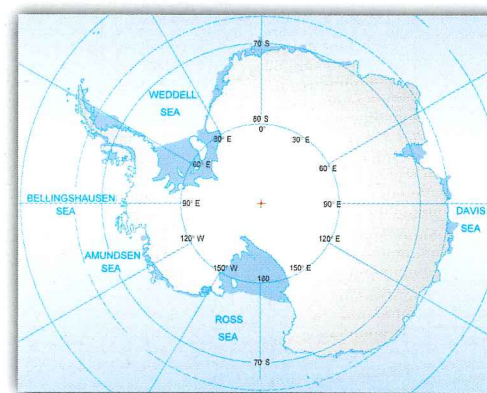 70° S
WEDDELL
SEA
80 S
0°
30° E
30° E
60° E
60° E
BELLINGSHAUSEN
SEA
90° E
90° E
DAVIS
SEA
120° W
120° E
AMUNDSEN
SEA
150° W
180
150° E
ROSS
SEA
70° S